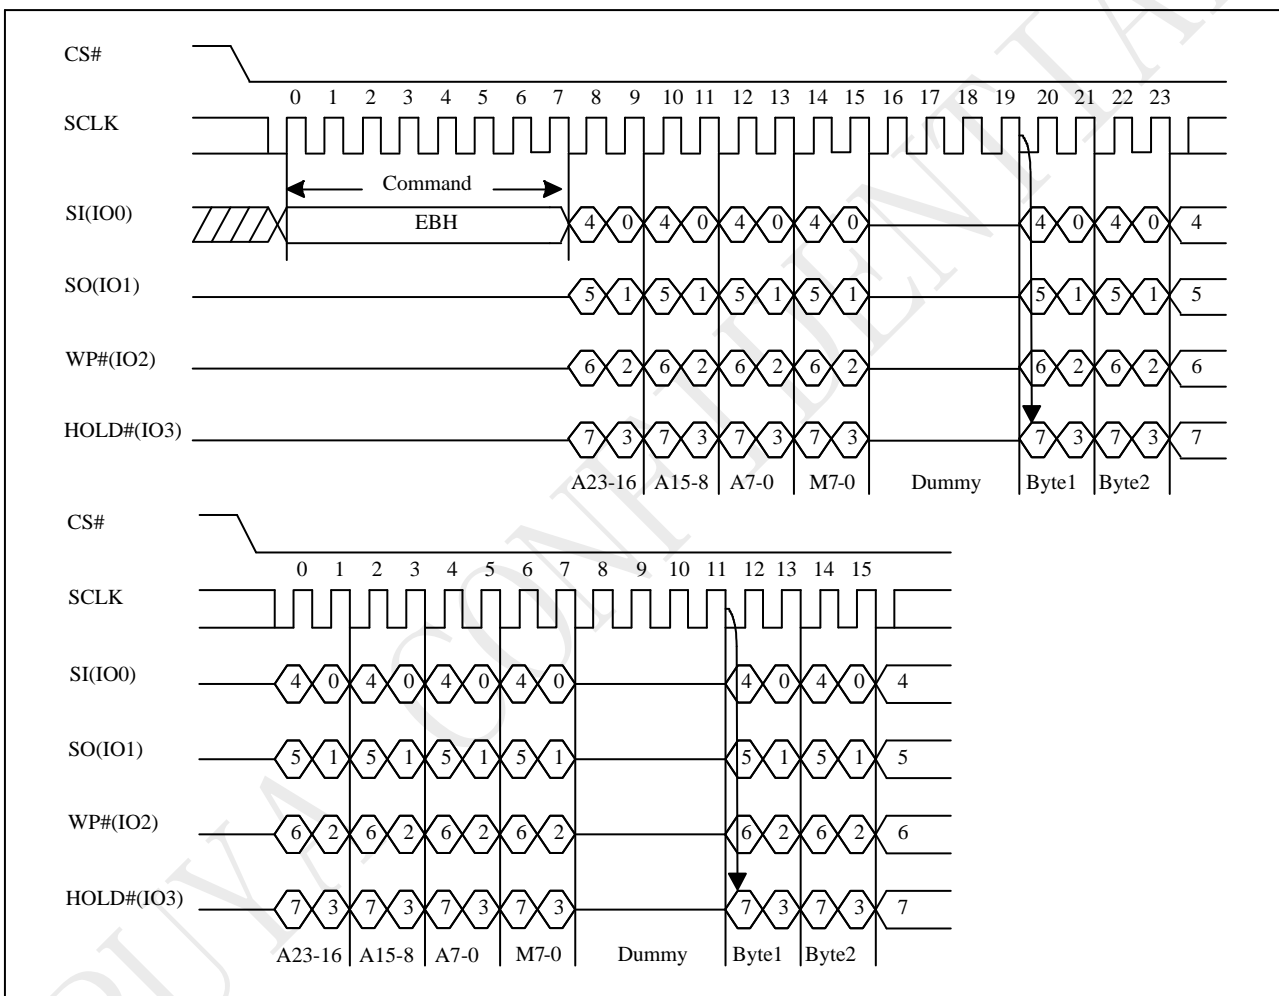 CS#
0 1 2 3 4 5 6 7 8 9 10 11 12 13 14 15 16 17 18 19 20 21 22 23
SCLK
Command
SI(IO0) EBH 4 0 4 0 4 0 4 0 4 0 4 0 4
SO(IO1) 5 1 5 1 5 1 5 1 5 1 5 1 5
WP#(IO2) 6 2 6 2 6 2 6 2 6 2 6 2 6
HOLD#(IO3) 7 3 7 3 7 3 7 3 7 3 7 3 7
A23-16 A15-8 A7-0 M7-0 Dummy Byte1 Byte2
CS#
0 1 2 3 4 5 6 7 8 9 10 11 12 13 14 15
SCLK
SI(IO0) 4 0 4 0 4 0 4 0 4 0 4 0 4
SO(IO1) 5 1 5 1 5 1 5 1 5 1 5 1 5
WP#(IO2) 6 2 6 2 6 2 6 2 6 2 6 2 6
HOLD#(IO3) 7 3 7 3 7 3 7 3 7 3 7 3 7
A23-16 A15-8 A7-0 M7-0 Dummy Byte1 Byte2
PUYA CONFIDENTIAL